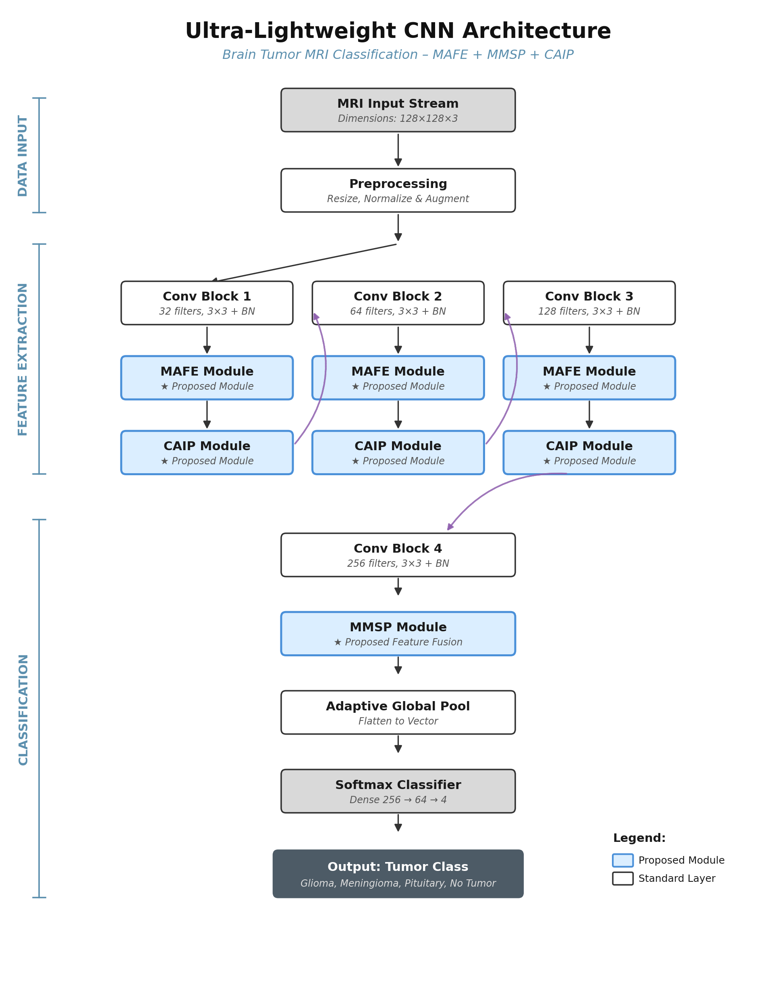 Ultra-Lightweight CNN Architecture
Brain Tumor MRI Classification – MAFE + MMSP + CAIP
DATA INPUT
MRI Input Stream
Dimensions: 128×128×3
Preprocessing
Resize, Normalize & Augment
FEATURE EXTRACTION
Conv Block 1
32 filters, 3×3 + BN
Conv Block 2
64 filters, 3×3 + BN
Conv Block 3
128 filters, 3×3 + BN
MAFE Module
★ Proposed Module
MAFE Module
★ Proposed Module
MAFE Module
★ Proposed Module
CAIP Module
★ Proposed Module
CAIP Module
★ Proposed Module
CAIP Module
★ Proposed Module
CLASSIFICATION
Conv Block 4
256 filters, 3×3 + BN
MMSP Module
★ Proposed Feature Fusion
Adaptive Global Pool
Flatten to Vector
Softmax Classifier
Dense 256 → 64 → 4
Output: Tumor Class
Glioma, Meningioma, Pituitary, No Tumor
Legend:
Proposed Module
Standard Layer